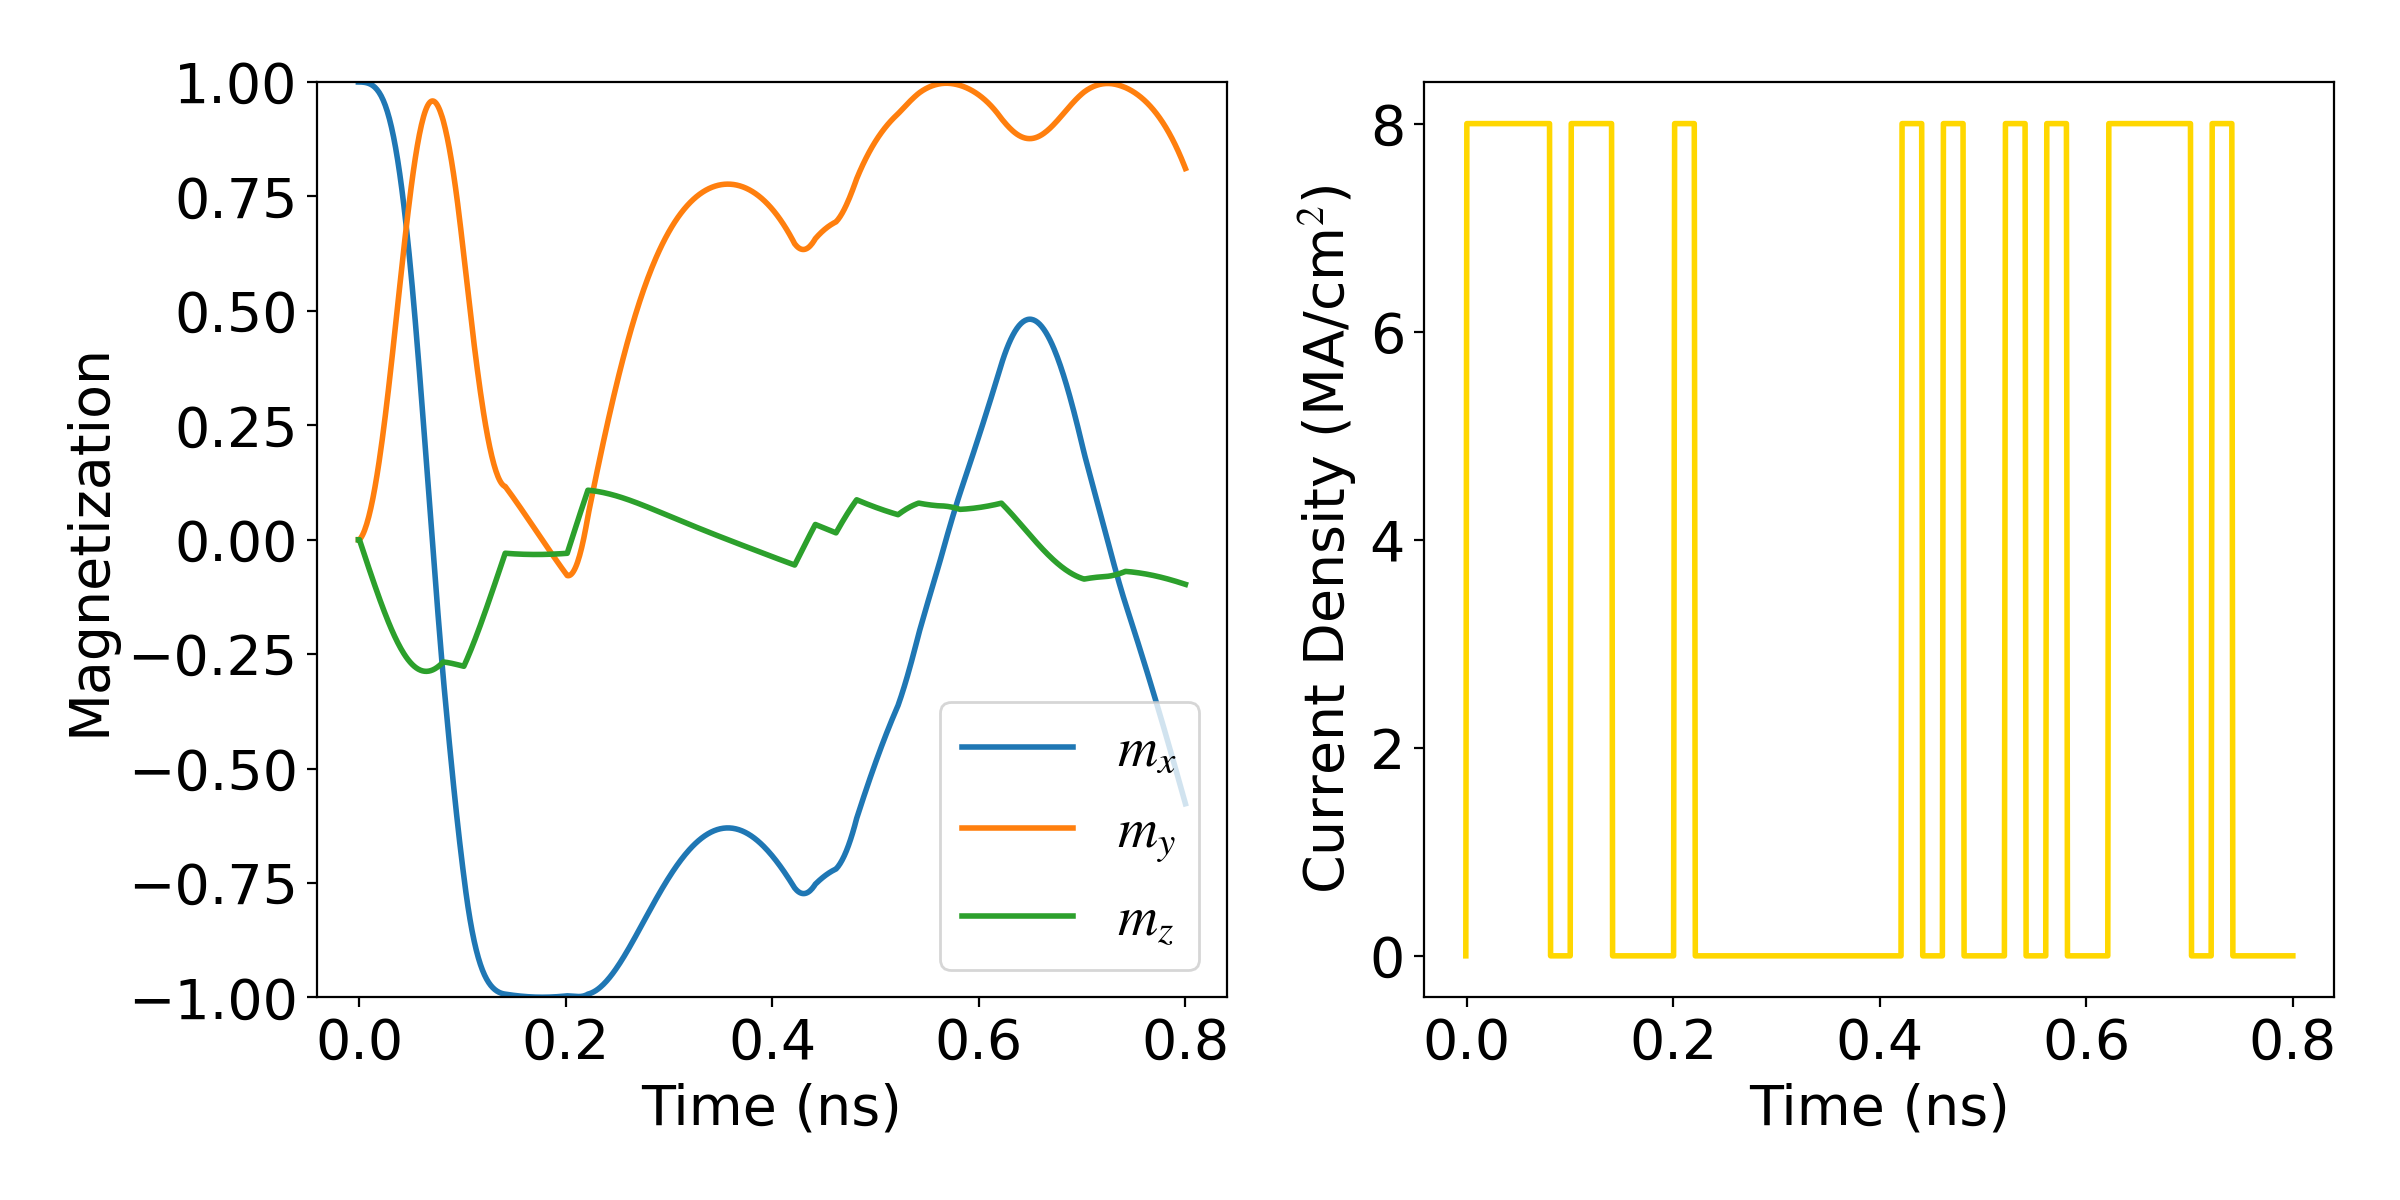 Magnetization
1.00
0.75
0.50
0.25
0.00
−0.25
−0.50
−0.75
−1.00
0.0 0.2 0.4 0.6 0.8
Time (ns)
m_x
m_y
m_z
Current Density (MA/cm²)
8
6
4
2
0
0.0 0.2 0.4 0.6 0.8
Time (ns)